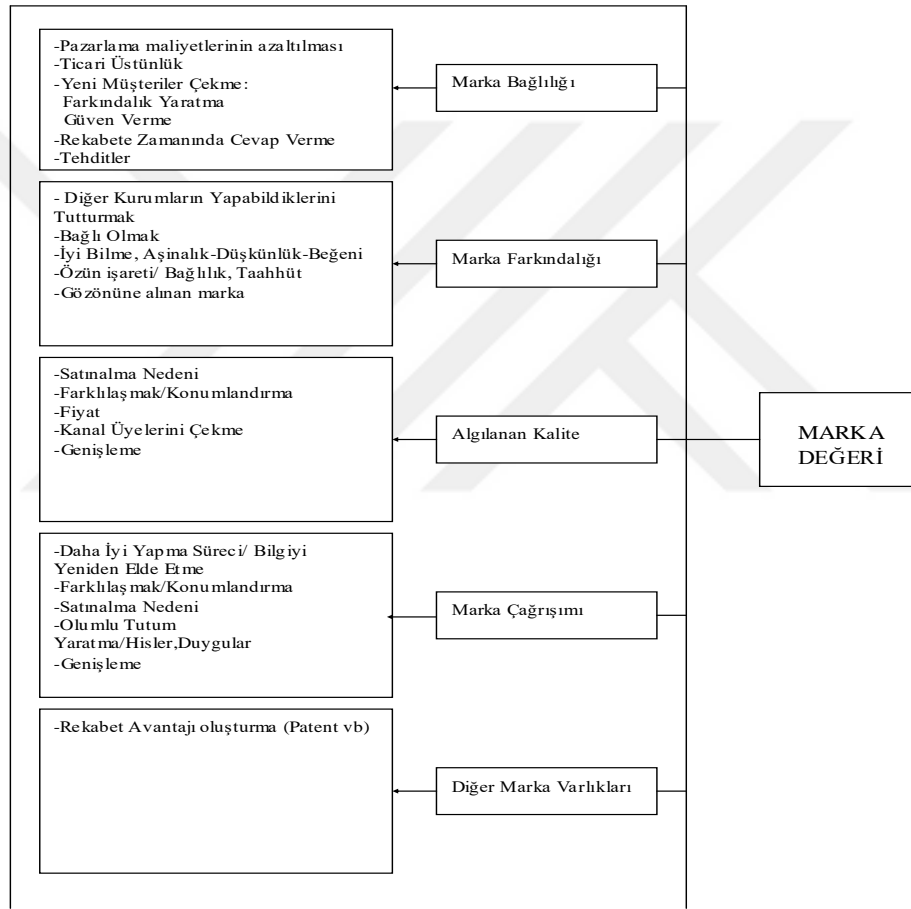 -Pazarlama maliyetlerinin azaltılması
-Ticari Üstünlük
-Yeni Müşteriler Çekme:
Farkındalık Yaratma
Güven Verme
-Rekabete Zamanında Cevap Verme
-Tehditler
Marka Bağlılığı
- Diğer Kurumların Yapabildiklerini
Tutturmak
-Bağlı Olmak
-İyi Bilme, Aşinalık-Düşkünlük-Beğeni
-Özün işareti/ Bağlılık, Taahhüt
-Gözönüne alınan marka
Marka Farkındalığı
-Satınalma Nedeni
-Farklılaşmak/Konumlandırma
-Fiyat
-Kanal Üyelerini Çekme
-Genişleme
Algılanan Kalite
MARKA
DEĞERİ
-Daha İyi Yapma Süreci/ Bilgiyi
Yeniden Elde Etme
-Farklılaşmak/Konumlandırma
-Satınalma Nedeni
-Olumlu Tutum
Yaratma/Hisler,Duygular
-Genişleme
Marka Çağrışımı
-Rekabet Avantajı oluşturma (Patent vb)
Diğer Marka Varlıkları